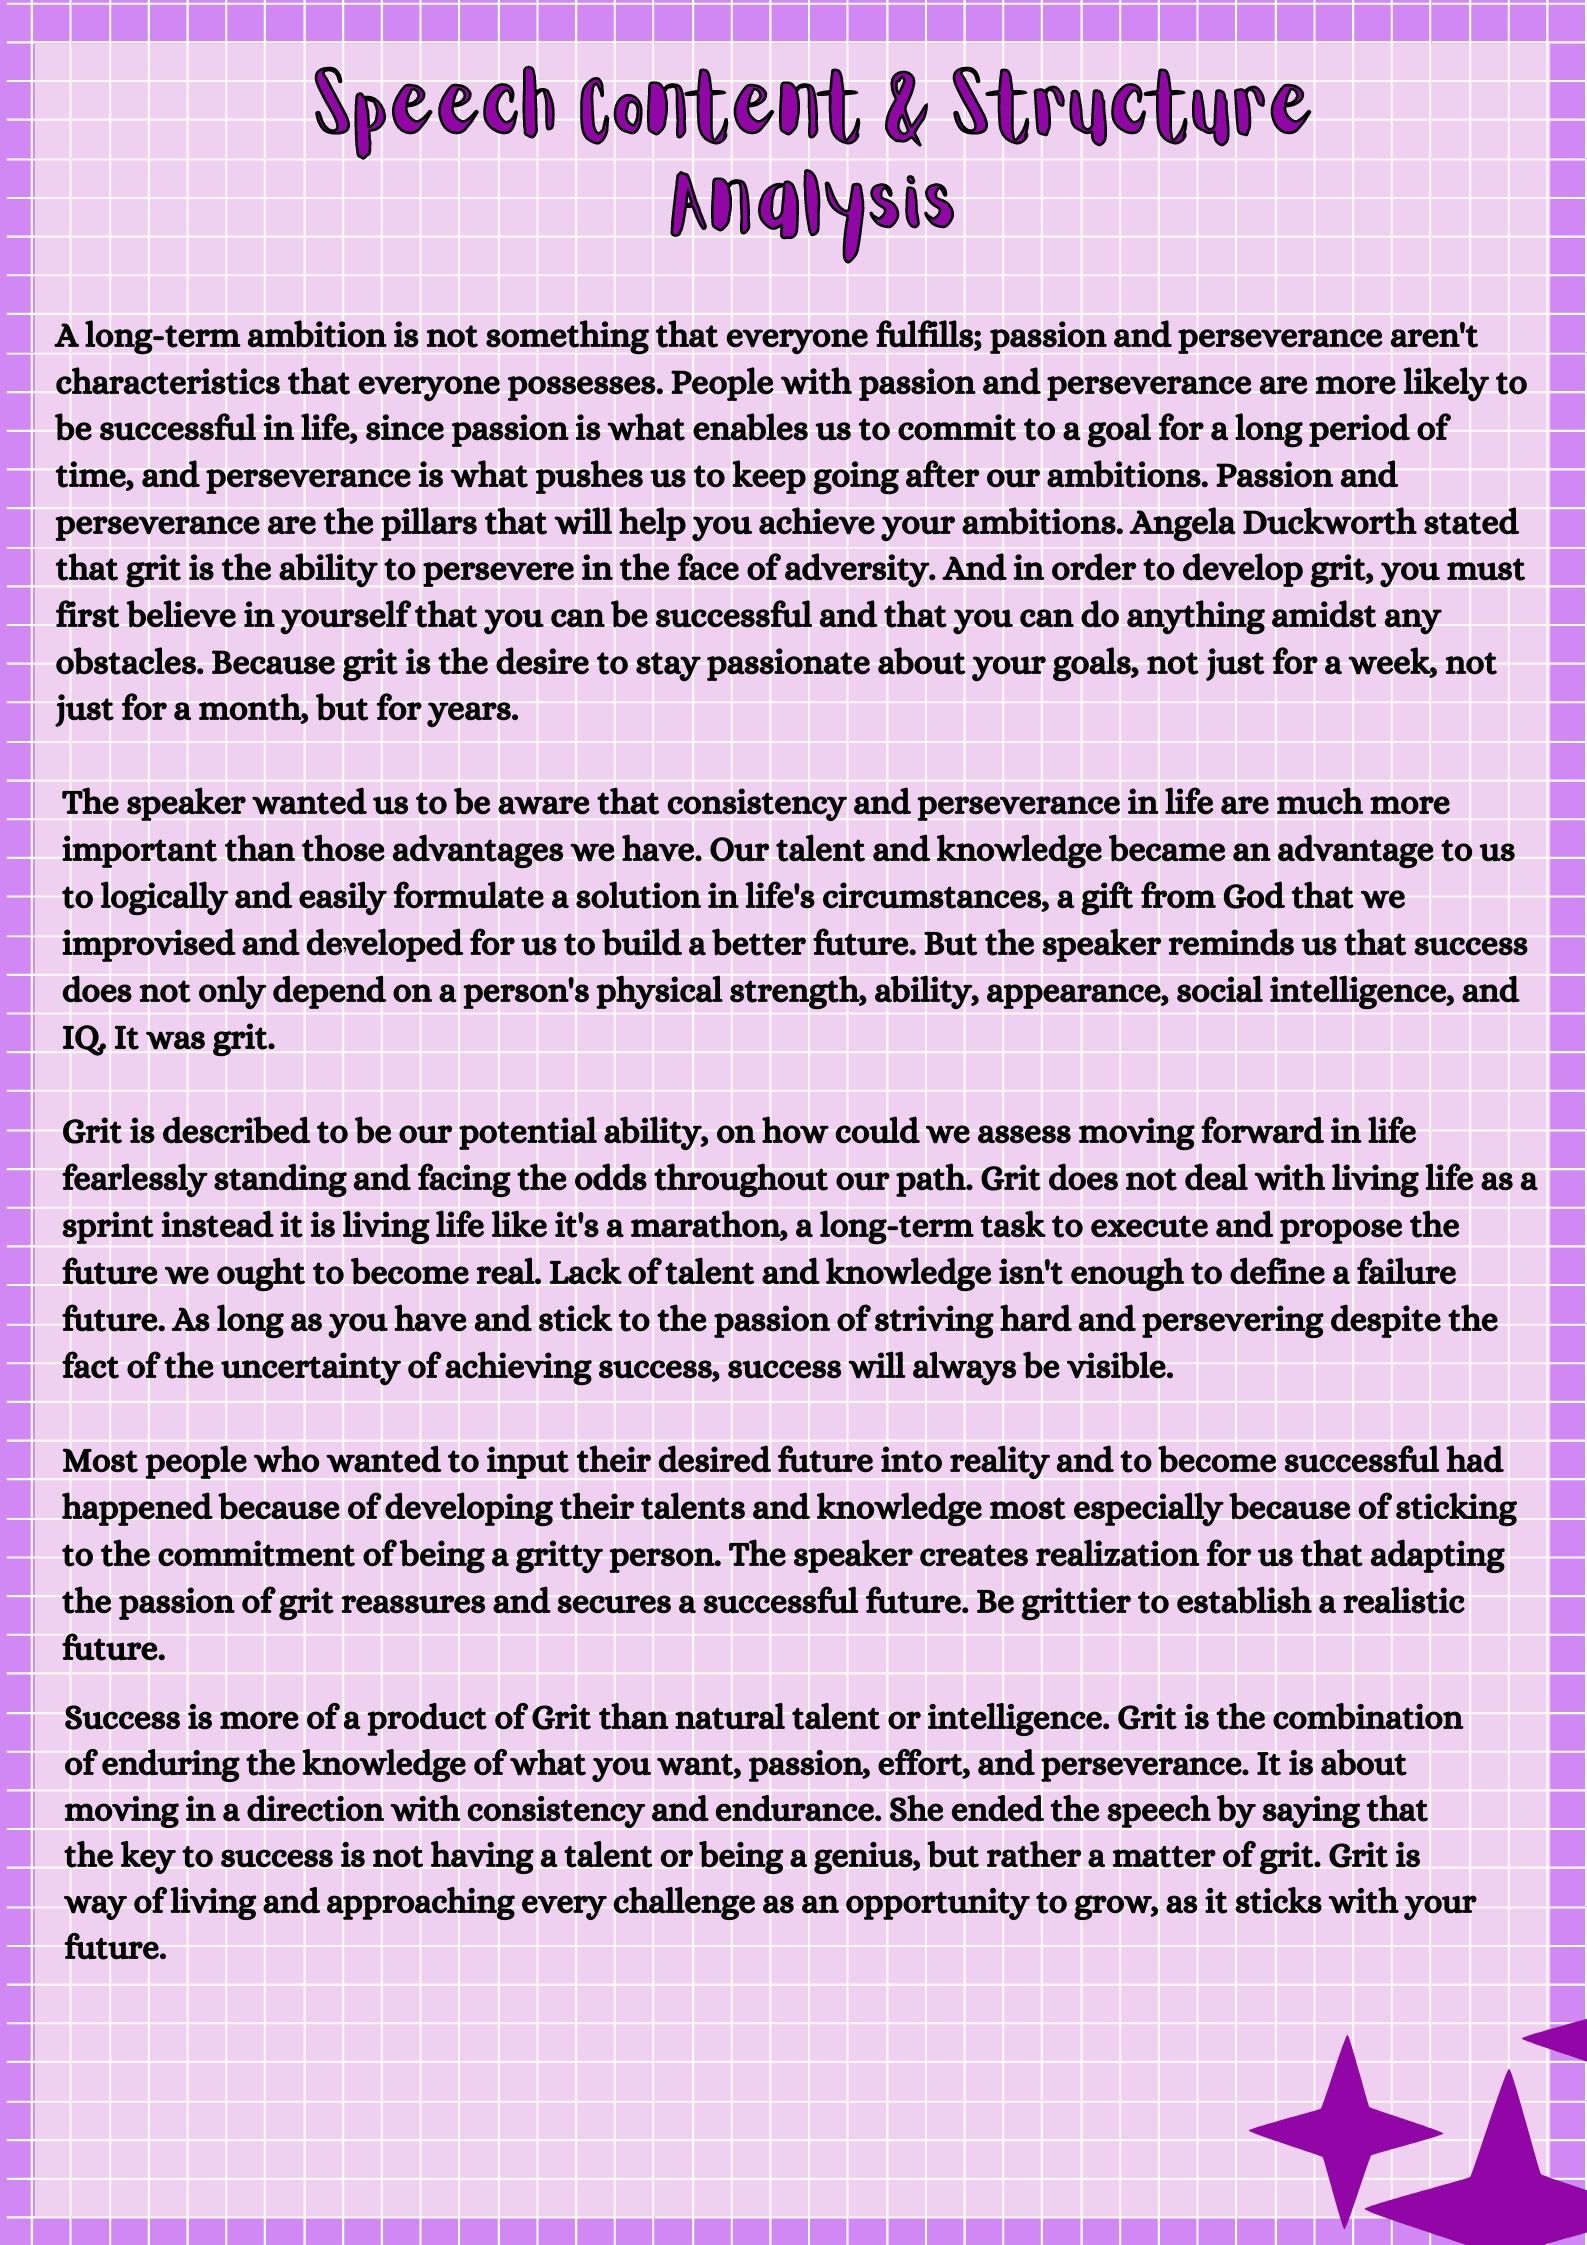 Speech Content & Structure
Analysis
A long-term ambition is not something that everyone fulfills; passion and perseverance aren't
characteristics that everyone possesses. People with passion and perseverance are more likely to
be successful in life, since passion is what enables us to commit to a goal for a long period of
time, and perseverance is what pushes us to keep going after our ambitions. Passion and
perseverance are the pillars that will help you achieve your ambitions. Angela Duckworth stated
that grit is the ability to persevere in the face of adversity. And in order to develop grit, you must
first believe in yourself that you can be successful and that you can do anything amidst any
obstacles. Because grit is the desire to stay passionate about your goals, not just for a week, not
just for a month, but for years.
The speaker wanted us to be aware that consistency and perseverance in life are much more
important than those advantages we have. Our talent and knowledge became an advantage to us
to logically and easily formulate a solution in life's circumstances, a gift from God that we
improvised and developed for us to build a better future. But the speaker reminds us that success
does not only depend on a person's physical strength, ability, appearance, social intelligence, and
IQ. It was grit.
Grit is described to be our potential ability, on how could we assess moving forward in life
fearlessly standing and facing the odds throughout our path. Grit does not deal with living life as a
sprint instead it is living life like it's a marathon, a long-term task to execute and propose the
future we ought to become real. Lack of talent and knowledge isn't enough to define a failure
future. As long as you have and stick to the passion of striving hard and persevering despite the
fact of the uncertainty of achieving success, success will always be visible.
Most people who wanted to input their desired future into reality and to become successful had
happened because of developing their talents and knowledge most especially because of sticking
to the commitment of being a gritty person. The speaker creates realization for us that adapting
the passion of grit reassures and secures a successful future. Be grittier to establish a realistic
future.
Success is more of a product of Grit than natural talent or intelligence. Grit is the combination
of enduring the knowledge of what you want, passion, effort, and perseverance. It is about
moving in a direction with consistency and endurance. She ended the speech by saying that
the key to success is not having a talent or being a genius, but rather a matter of grit. Grit is
way of living and approaching every challenge as an opportunity to grow, as it sticks with your
future.